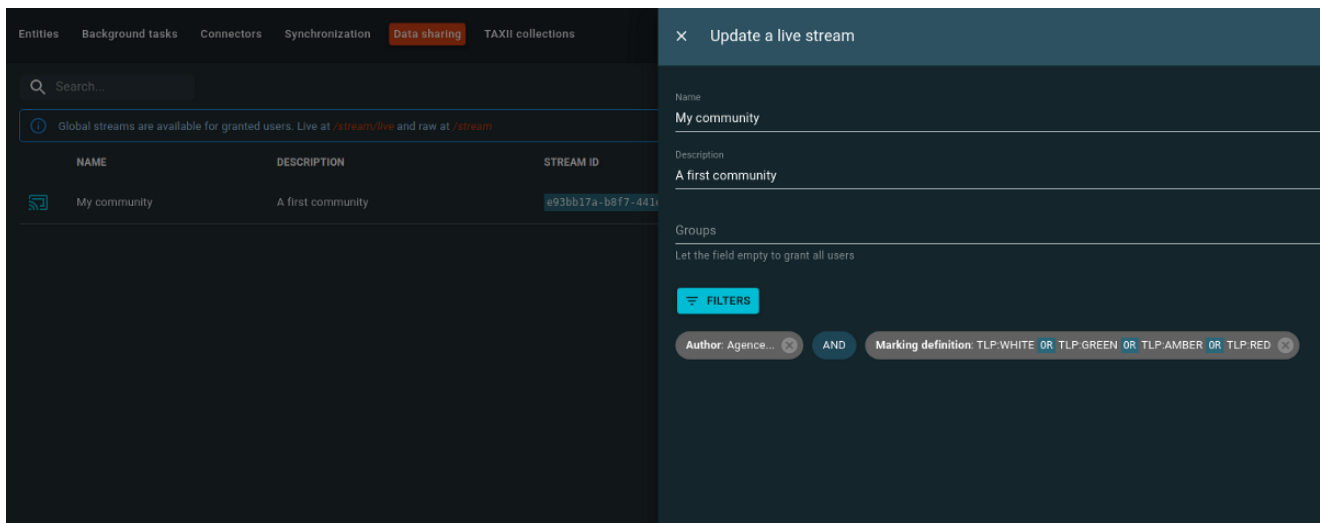 Entities Background tasks Connectors Synchronization Data sharing TAXII collections
Search...
Global streams are available for granted users. Live at /stream/live and raw at /stream
NAME DESCRIPTION STREAM ID
My community A first community e93bb17a-b8f7-441
Update a live stream
Name
My community
Description
A first community
Groups
Let the field empty to grant all users
FILTERS
Author: Agence... AND Marking definition: TLP:WHITE OR TLP:GREEN OR TLP:AMBER OR TLP:RED